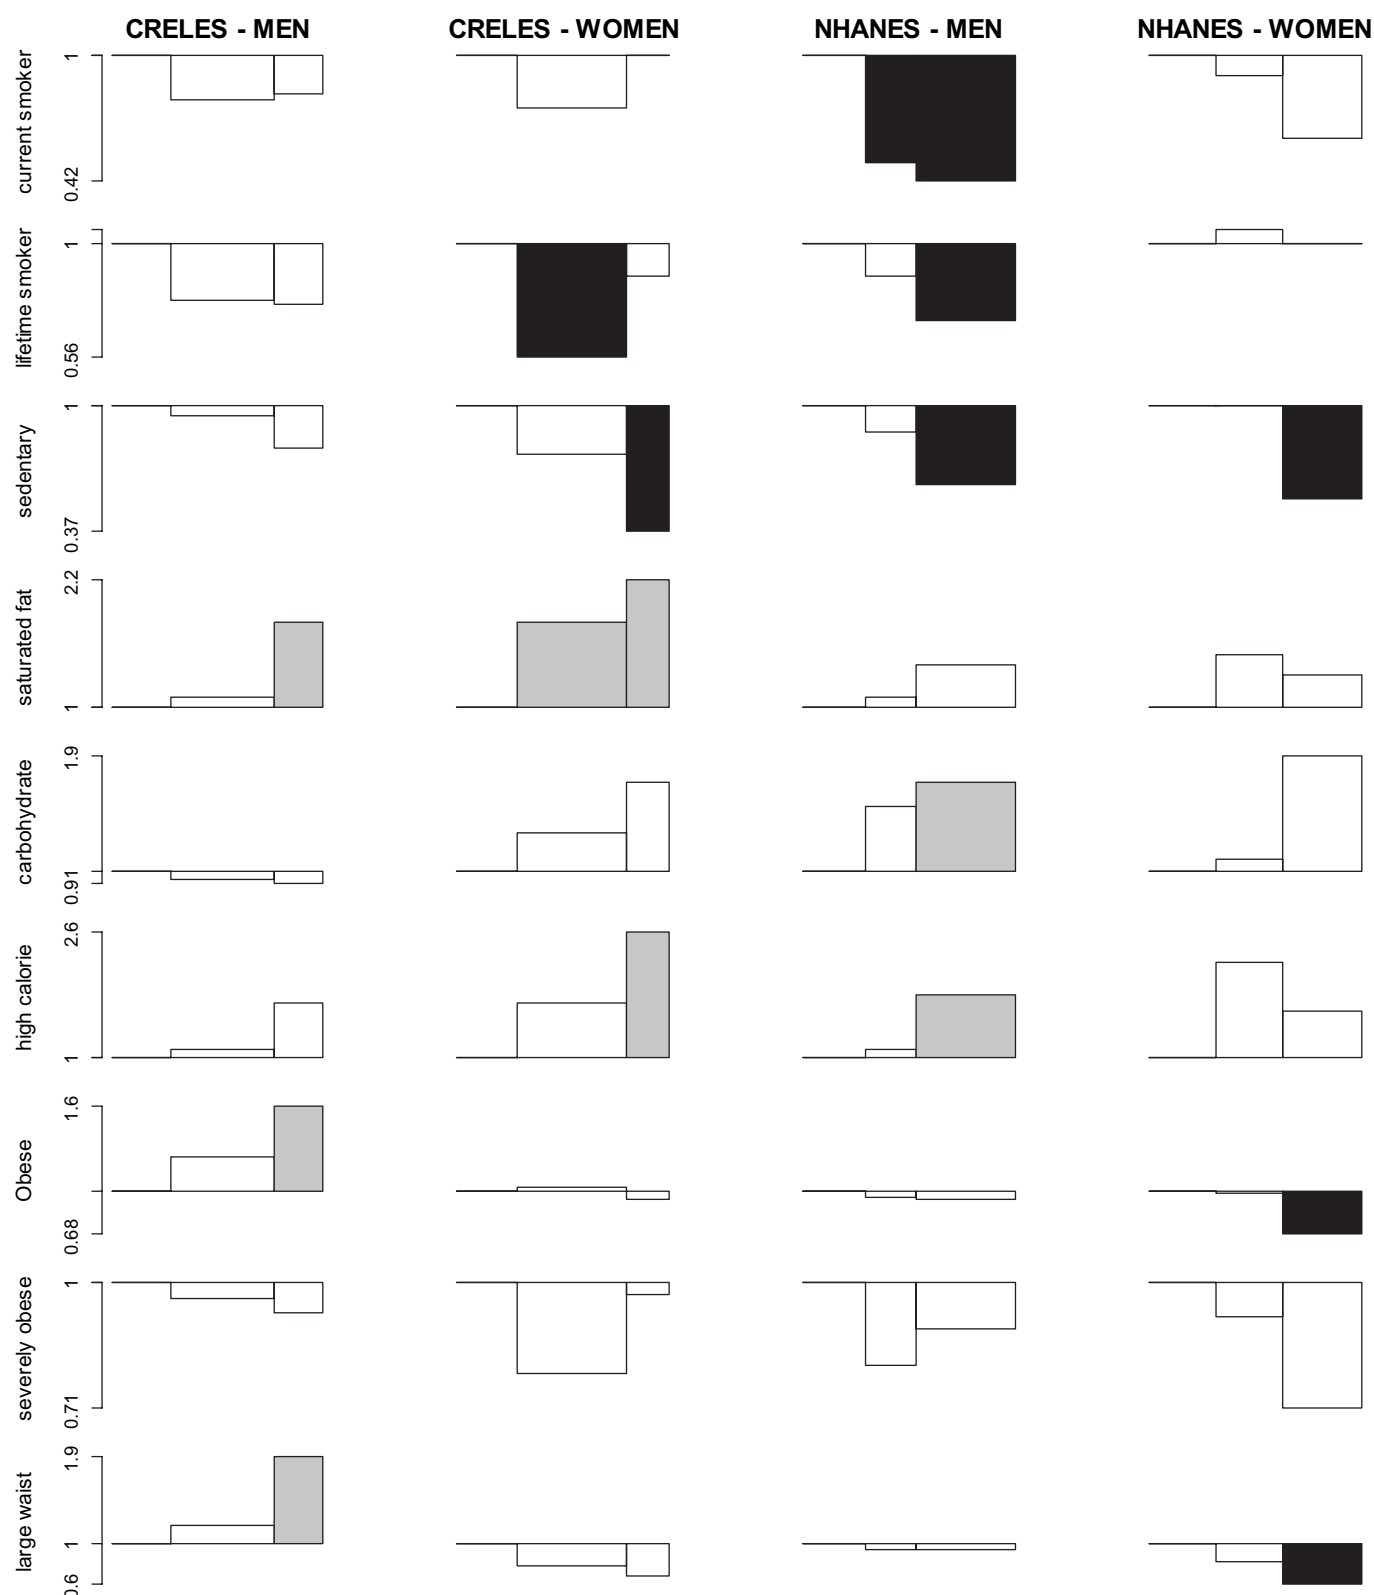 CRELES - MEN CRELES - WOMEN NHANES - MEN NHANES - WOMEN
current smoker
1
0.42
lifetime smoker
1
0.56
sedentary
1
0.37
saturated fat
2.2
1
carbohydrate
1.9
0.91
high calorie
2.6
1
Obese
1.6
0.68
severely obese
1
0.71
large waist
1.9
1
0.6